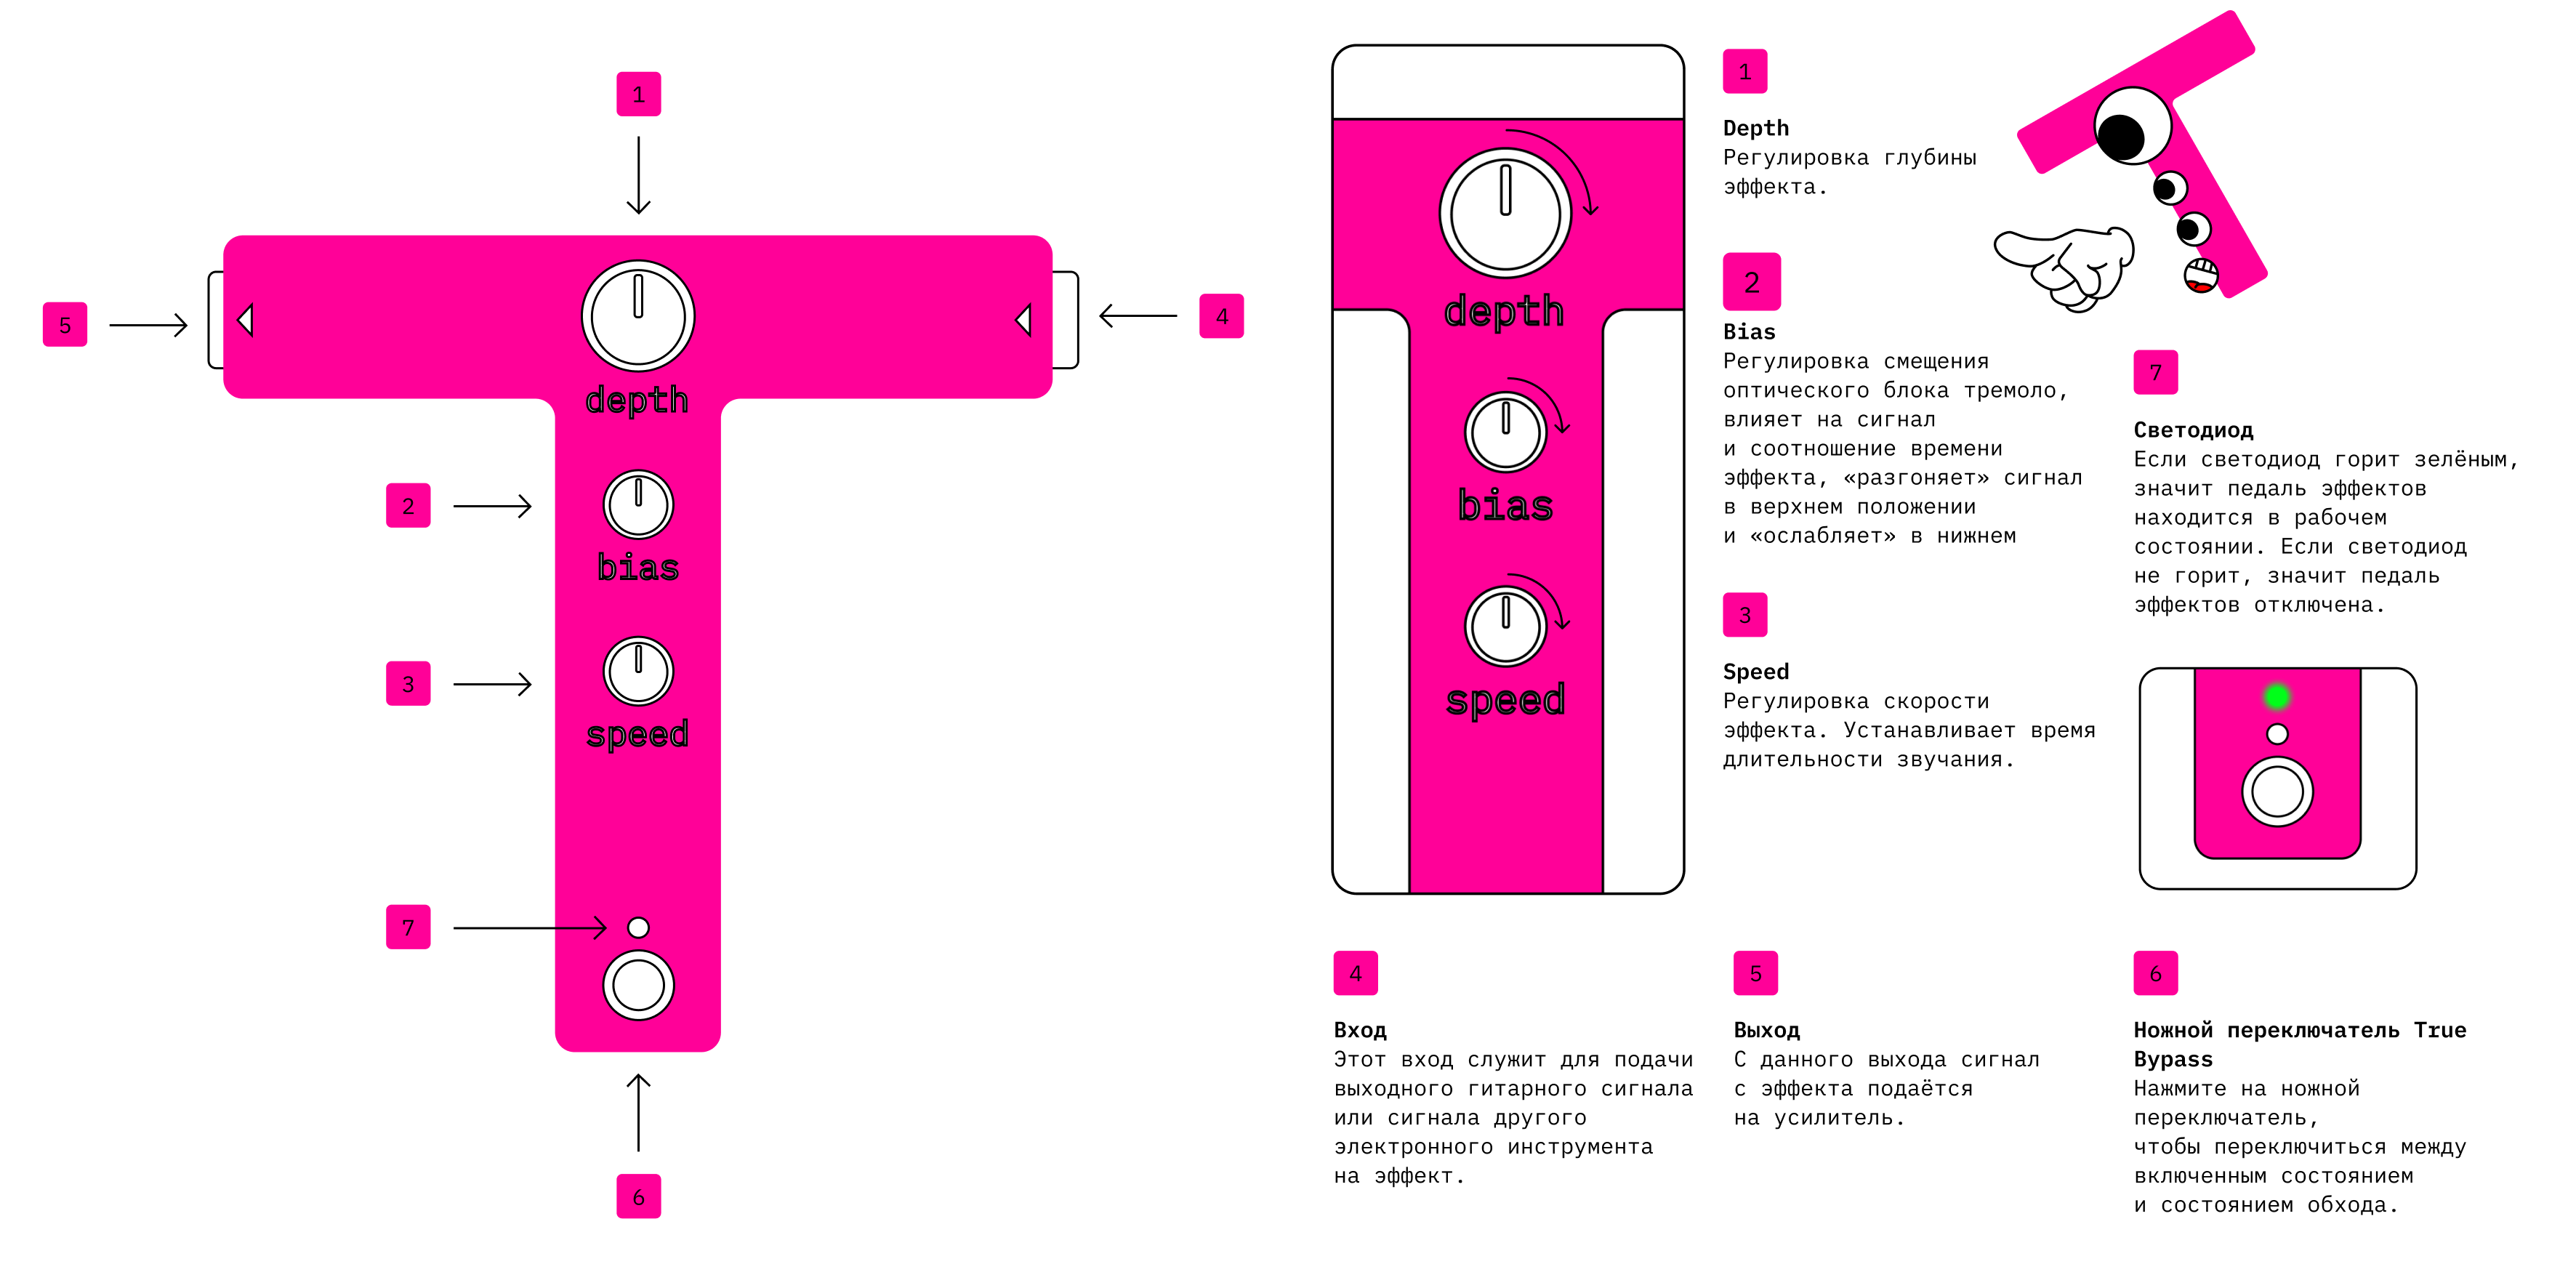 1
5
4
depth
2
bias
3
speed
7
6
depth
bias
speed
1
Depth
Регулировка глубины
эффекта.
2
Bias
Регулировка смещения
оптического блока тремоло,
влияет на сигнал
и соотношение времени
эффекта, «разгоняет» сигнал
в верхнем положении
и «ослабляет» в нижнем
3
Speed
Регулировка скорости
эффекта. Устанавливает время
длительности звучания.
7
Светодиод
Если светодиод горит зелёным,
значит педаль эффектов
находится в рабочем
состоянии. Если светодиод
не горит, значит педаль
эффектов отключена.
4
Вход
Этот вход служит для подачи
выходного гитарного сигнала
или сигнала другого
электронного инструмента
на эффект.
5
Выход
С данного выхода сигнал
с эффекта подаётся
на усилитель.
6
Ножной переключатель True
Bypass
Нажмите на ножной
переключатель,
чтобы переключиться между
включенным состоянием
и состоянием обхода.